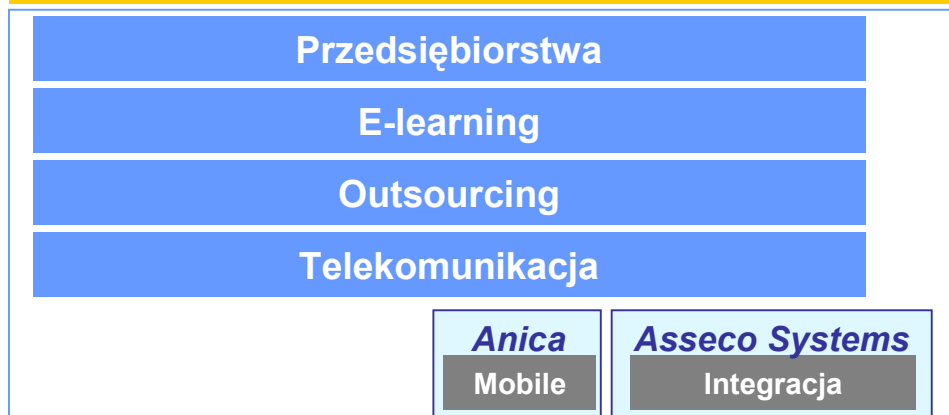 Przedsiębiorstwa
E-learning
Outsourcing
Telekomunikacja
Anica
Mobile
Asseco Systems
Integracja